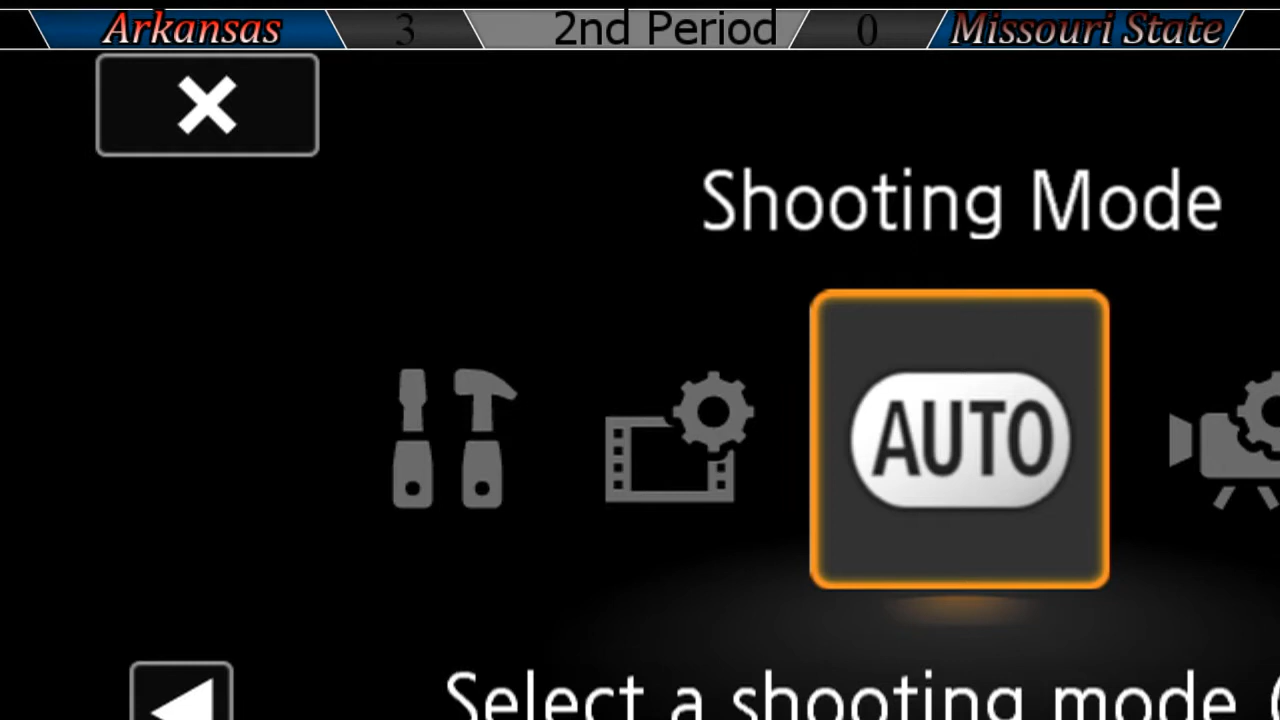 Arkansas 3 2nd Period 0 Missouri State
Shooting Mode
AUTO
Select a shooting mode